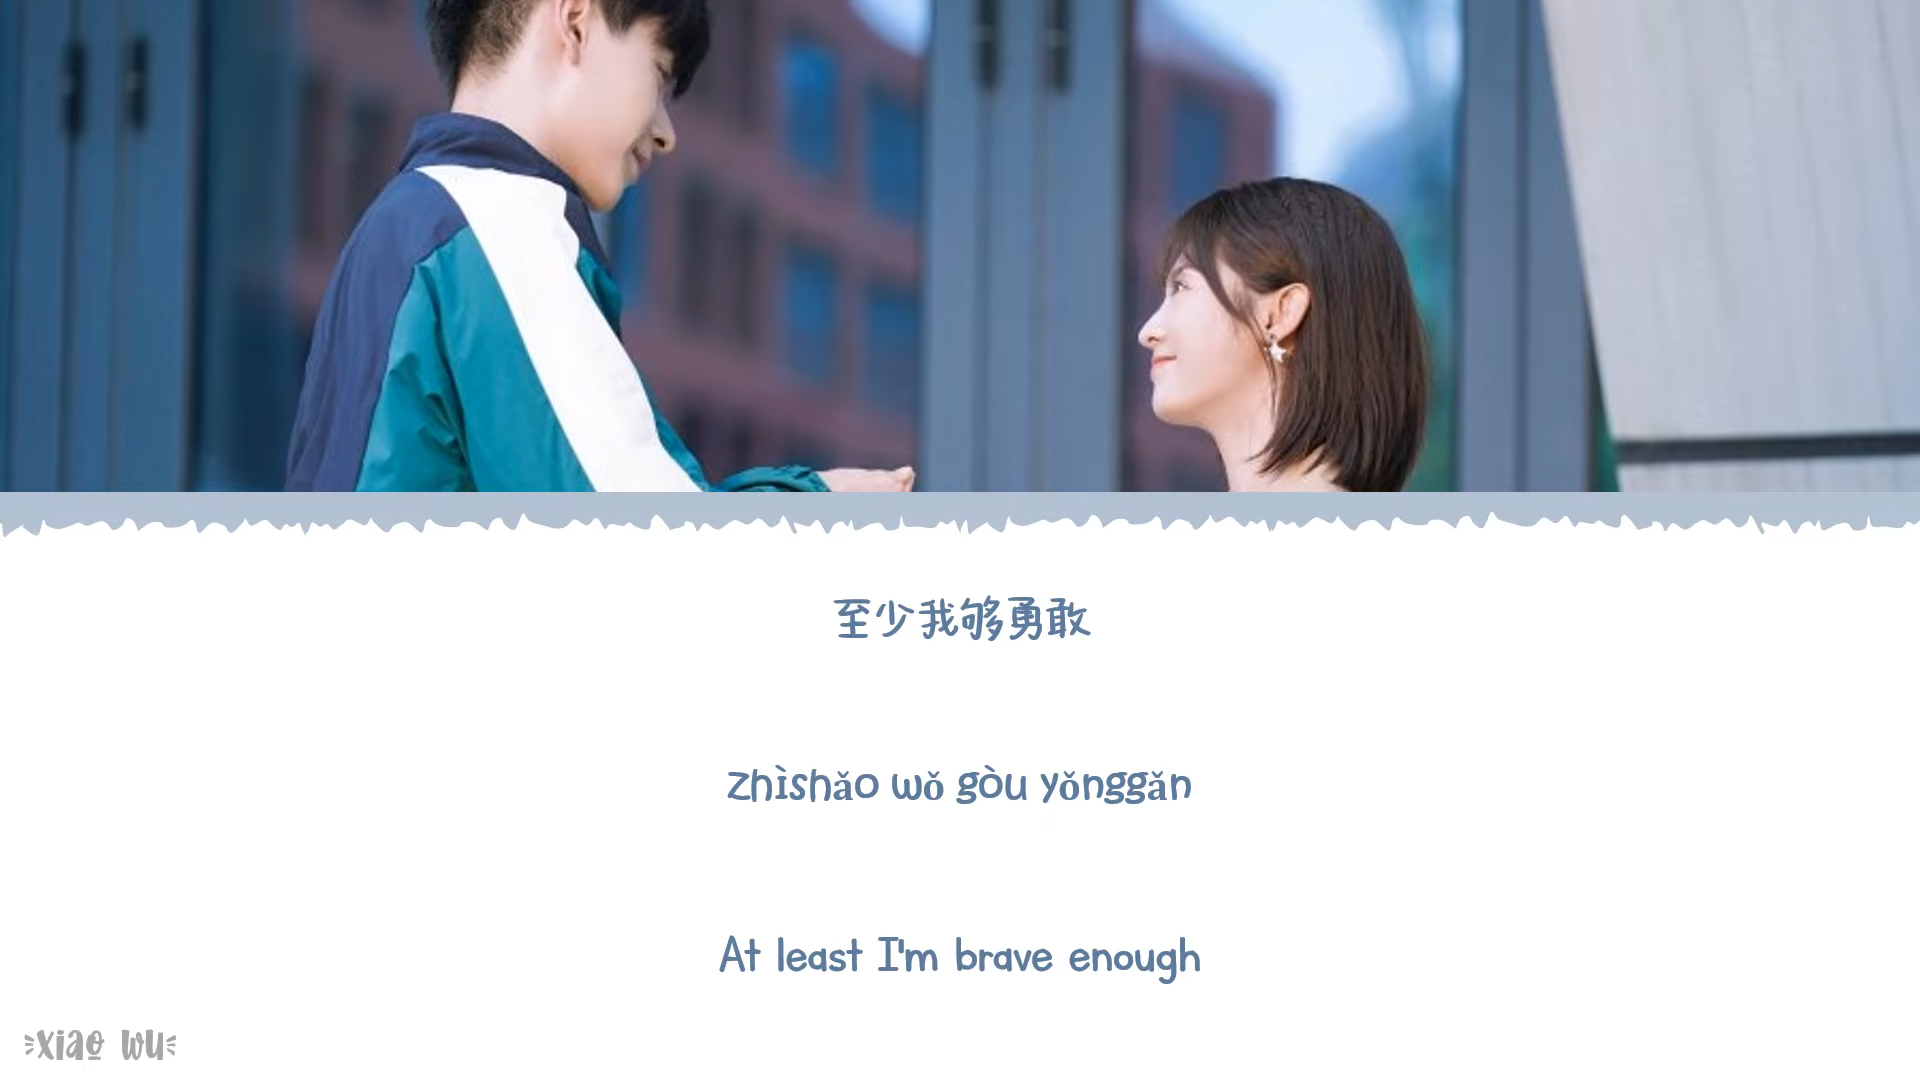 至少我够勇敢
zhìshǎo wǒ gòu yǒnggǎn
At least I'm brave enough
xiao wu